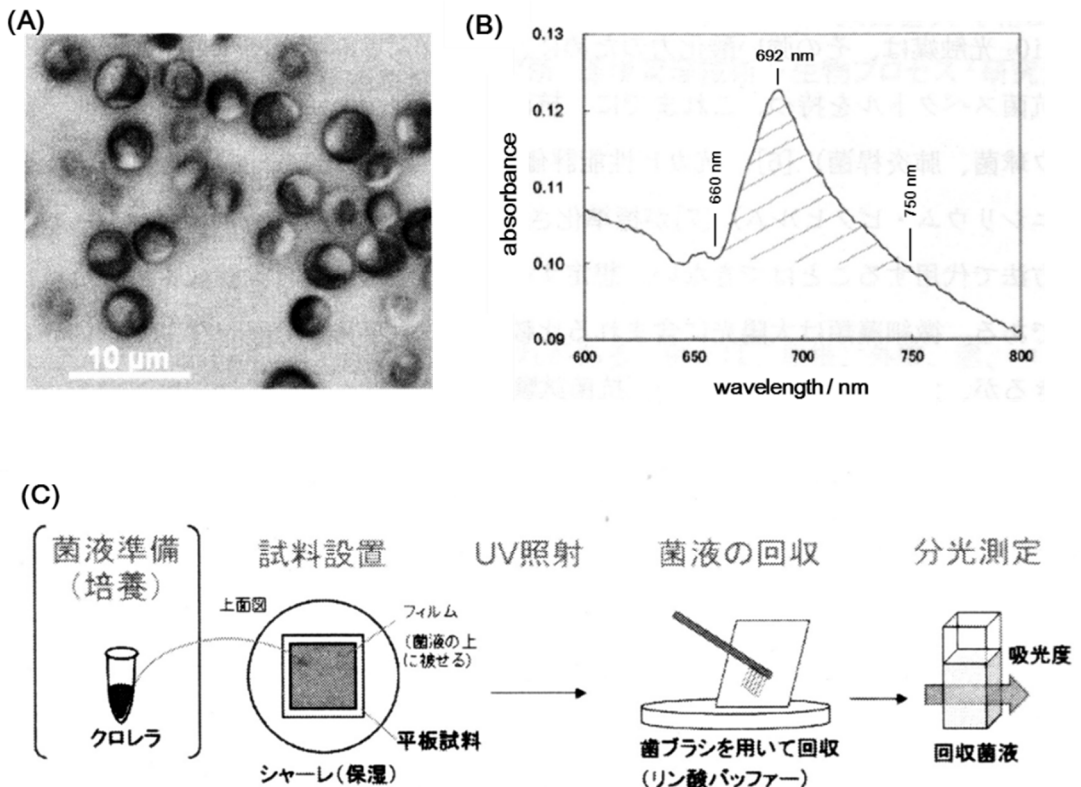 (A)
10 µm
(B)
692 nm
660 nm
750 nm
0.13
0.12
0.11
0.10
0.09
absorbance
600
650
700
750
800
wavelength / nm
(C)
菌液準備
(培養)
クロレラ
試料設置
上面図
フィルム
(菌液の上
に被せる)
平板試料
シャーレ(保湿)
UV照射
菌液の回収
歯ブラシを用いて回収
(リン酸バッファー)
分光測定
吸光度
回収菌液